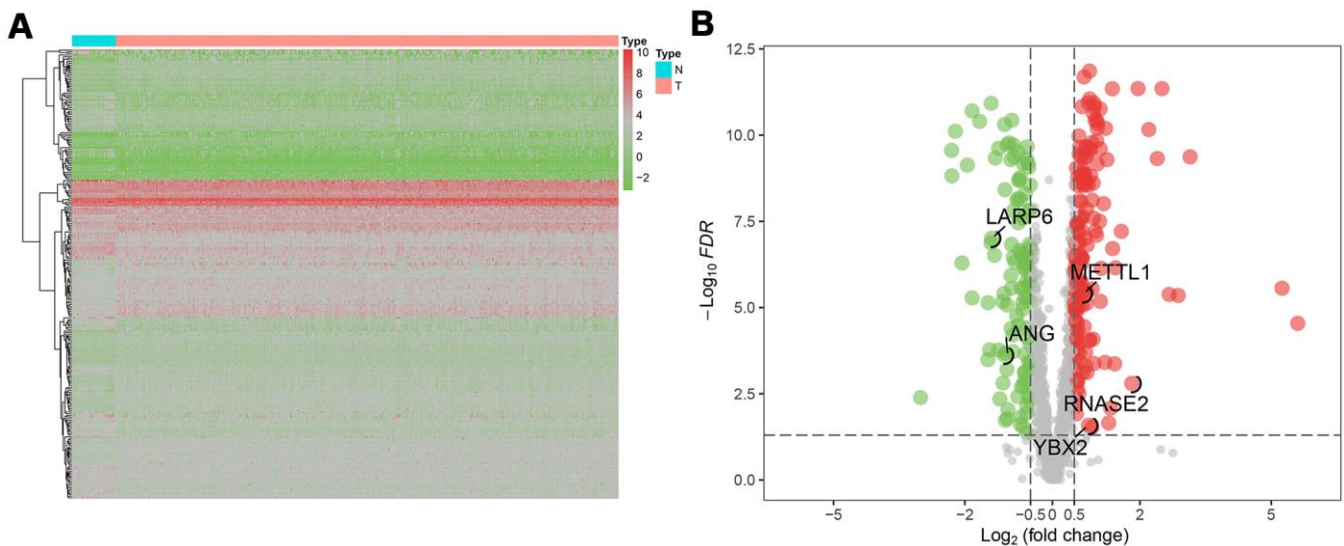 A
Type
10
8
6
4
2
0
−2
Type
N
T
B
12.5
10.0
7.5
5.0
2.5
0.0
−Log10 FDR
LARP6
METTL1
ANG
RNASE2
YBX2
−5
−2
−0.5
0
0.5
2
5
Log2 (fold change)